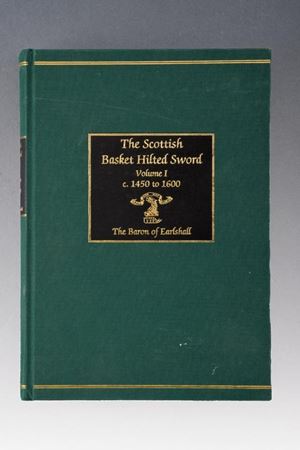 The Scottish
Basket Hilted Sword
Volume I
c. 1450 to 1600
The Baron of Earlshall